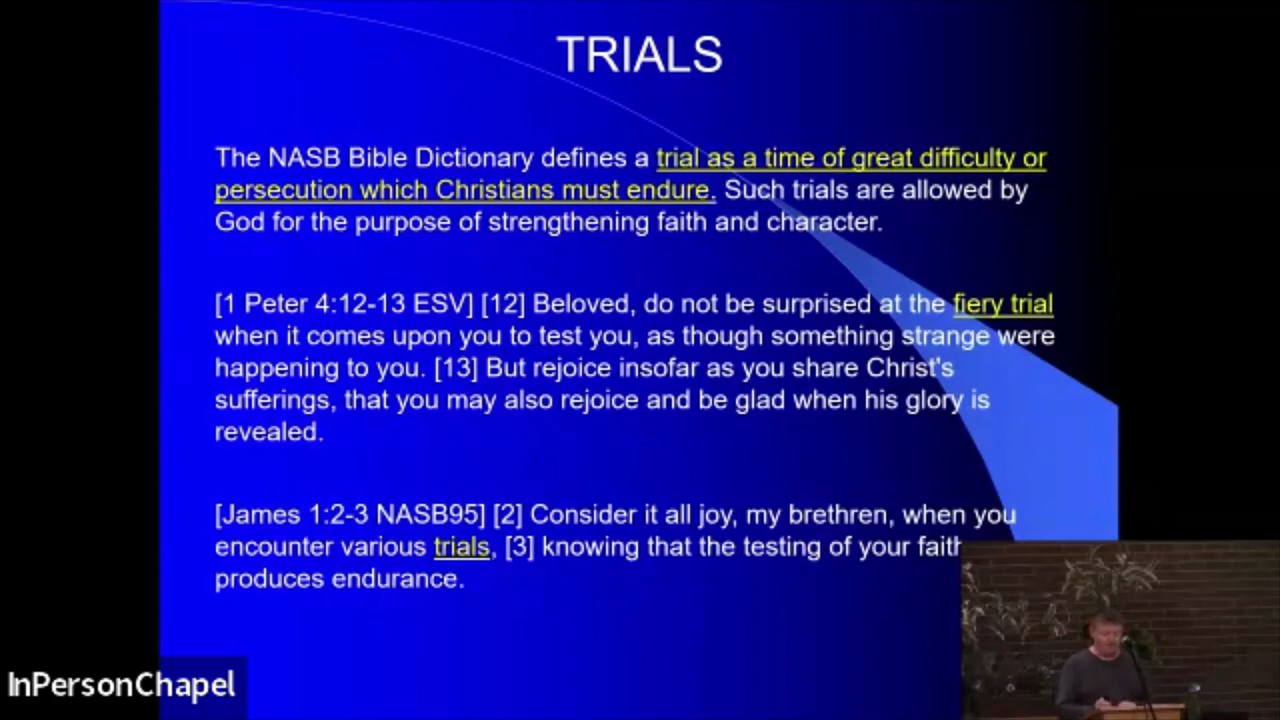 TRIALS
The NASB Bible Dictionary defines a trial as a time of great difficulty or
persecution which Christians must endure. Such trials are allowed by
God for the purpose of strengthening faith and character.
[1 Peter 4:12-13 ESV] [12] Beloved, do not be surprised at the fiery trial
when it comes upon you to test you, as though something strange were
happening to you. [13] But rejoice insofar as you share Christ's
sufferings, that you may also rejoice and be glad when his glory is
revealed.
[James 1:2-3 NASB95] [2] Consider it all joy, my brethren, when you
encounter various trials, [3] knowing that the testing of your faith
produces endurance.
InPersonChapel